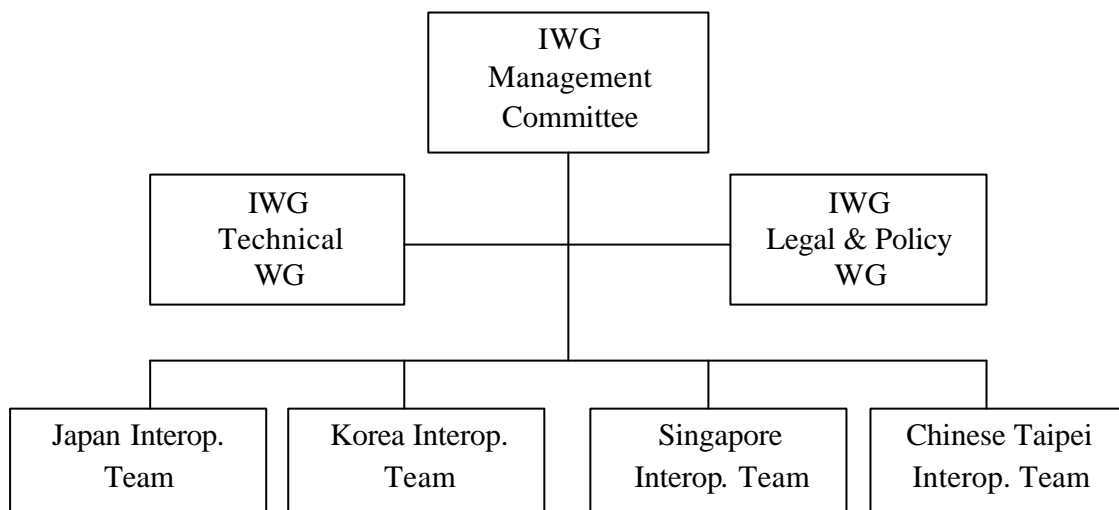 IWG
Management
Committee
IWG
Technical
WG
IWG
Legal & Policy
WG
Japan Interop.
Team
Korea Interop.
Team
Singapore
Interop. Team
Chinese Taipei
Interop. Team